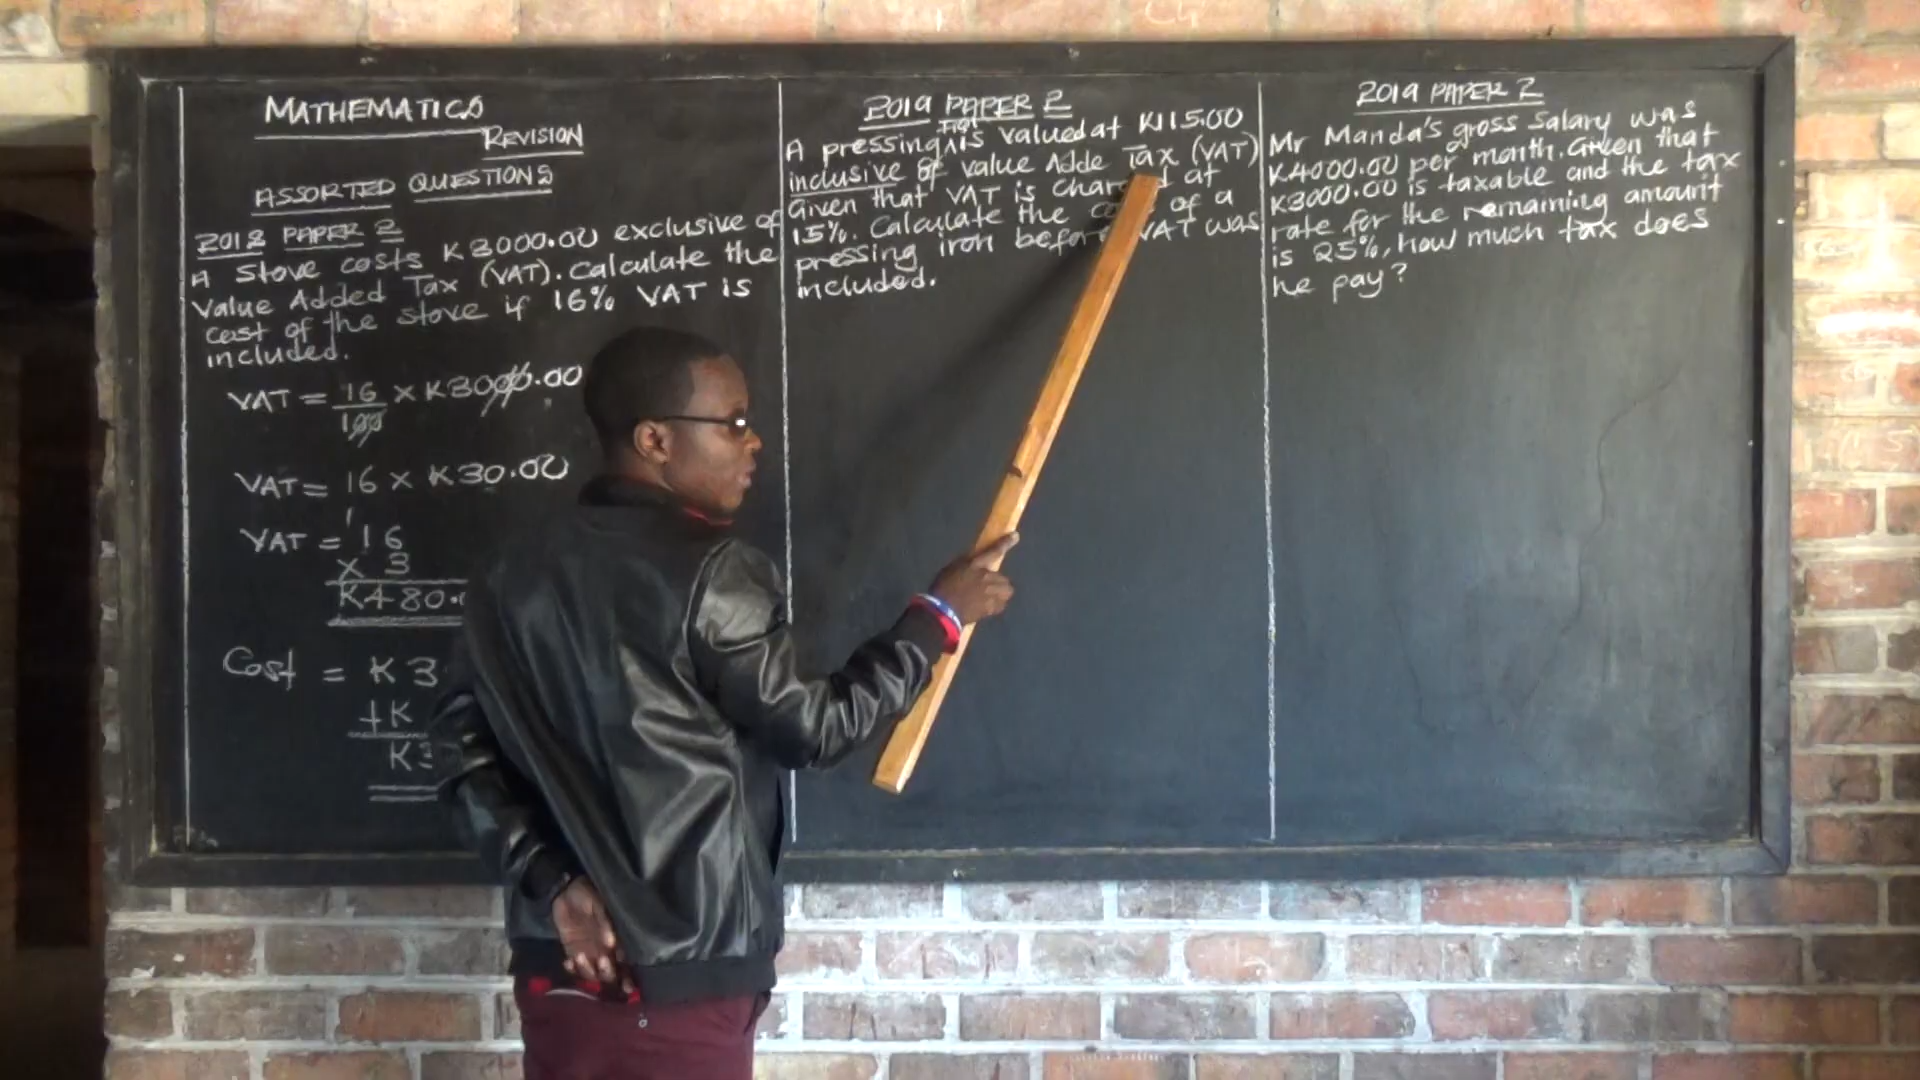 MATHEMATICS
REVISION
ASSORTED QUESTIONS
2018 PAPER 2
A stove costs K3000.00 exclusive of
Value Added Tax (VAT). Calculate the
cost of the stove if 16% VAT is
included.
VAT = 16/100 × K3000.00
VAT = 16 × K30.00
1
VAT = 16
× 3
K480.0
Cost = K3
+K
K3
2019 PAPER 2
A pressing iron is valued at K115.00
inclusive of value Adde Tax (VAT)
Given that VAT is at
15%. Calculate the of a
pressing iron before VAT was
included.
2019 PAPER 2
Mr Manda's gross salary was
K4000.00 per month. Given that
K3000.00 is taxable and the tax
rate for the remaining amount
is 25%, how much tax does
he pay?